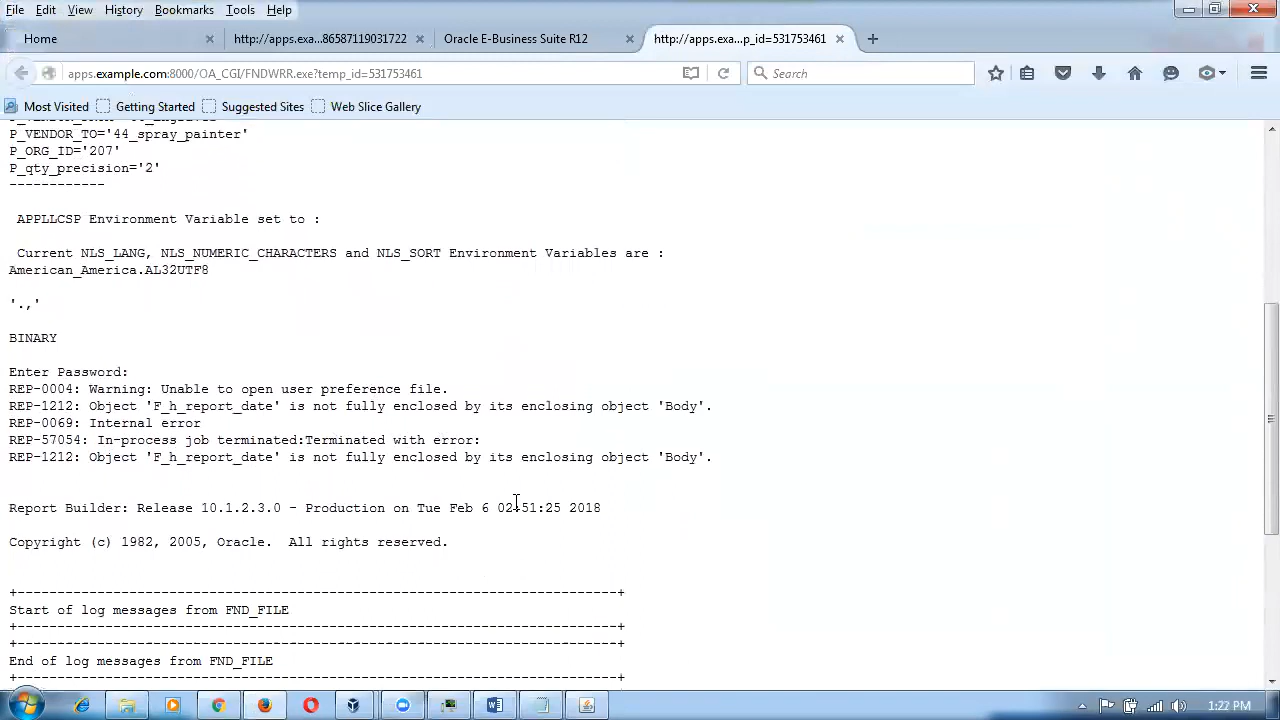 File Edit View History Bookmarks Tools Help
Home
http://apps.exa...86587119031722
Oracle E-Business Suite R12
http://apps.exa...p_id=531753461
apps.example.com:8000/OA_CGI/FNDWRR.exe?temp_id=531753461
Search
Most Visited Getting Started Suggested Sites Web Slice Gallery
P_VENDOR_TO='44_spray_painter'
P_ORG_ID='207'
P_qty_precision='2'
------------
APPLLCSP Environment Variable set to :
Current NLS_LANG, NLS_NUMERIC_CHARACTERS and NLS_SORT Environment Variables are :
American_America.AL32UTF8
'.,'
BINARY
Enter Password:
REP-0004: Warning: Unable to open user preference file.
REP-1212: Object 'F_h_report_date' is not fully enclosed by its enclosing object 'Body'.
REP-0069: Internal error
REP-57054: In-process job terminated:Terminated with error:
REP-1212: Object 'F_h_report_date' is not fully enclosed by its enclosing object 'Body'.
Report Builder: Release 10.1.2.3.0 - Production on Tue Feb 6 02:51:25 2018
Copyright (c) 1982, 2005, Oracle.  All rights reserved.
+---------------------------------------------------------------------------+
Start of log messages from FND_FILE
+---------------------------------------------------------------------------+
+---------------------------------------------------------------------------+
End of log messages from FND_FILE
+---------------------------------------------------------------------------+
1:27 PM